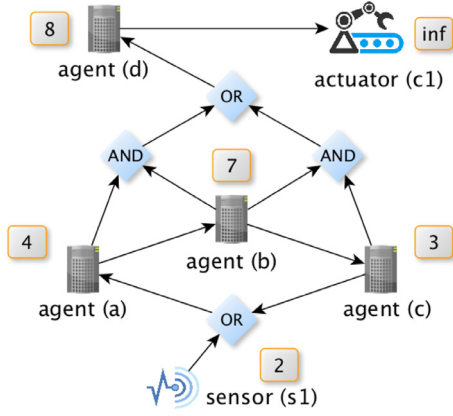 8
inf
agent (d)
actuator (c1)
OR
AND
AND
7
4
3
agent (b)
agent (a)
agent (c)
OR
2
sensor (s1)